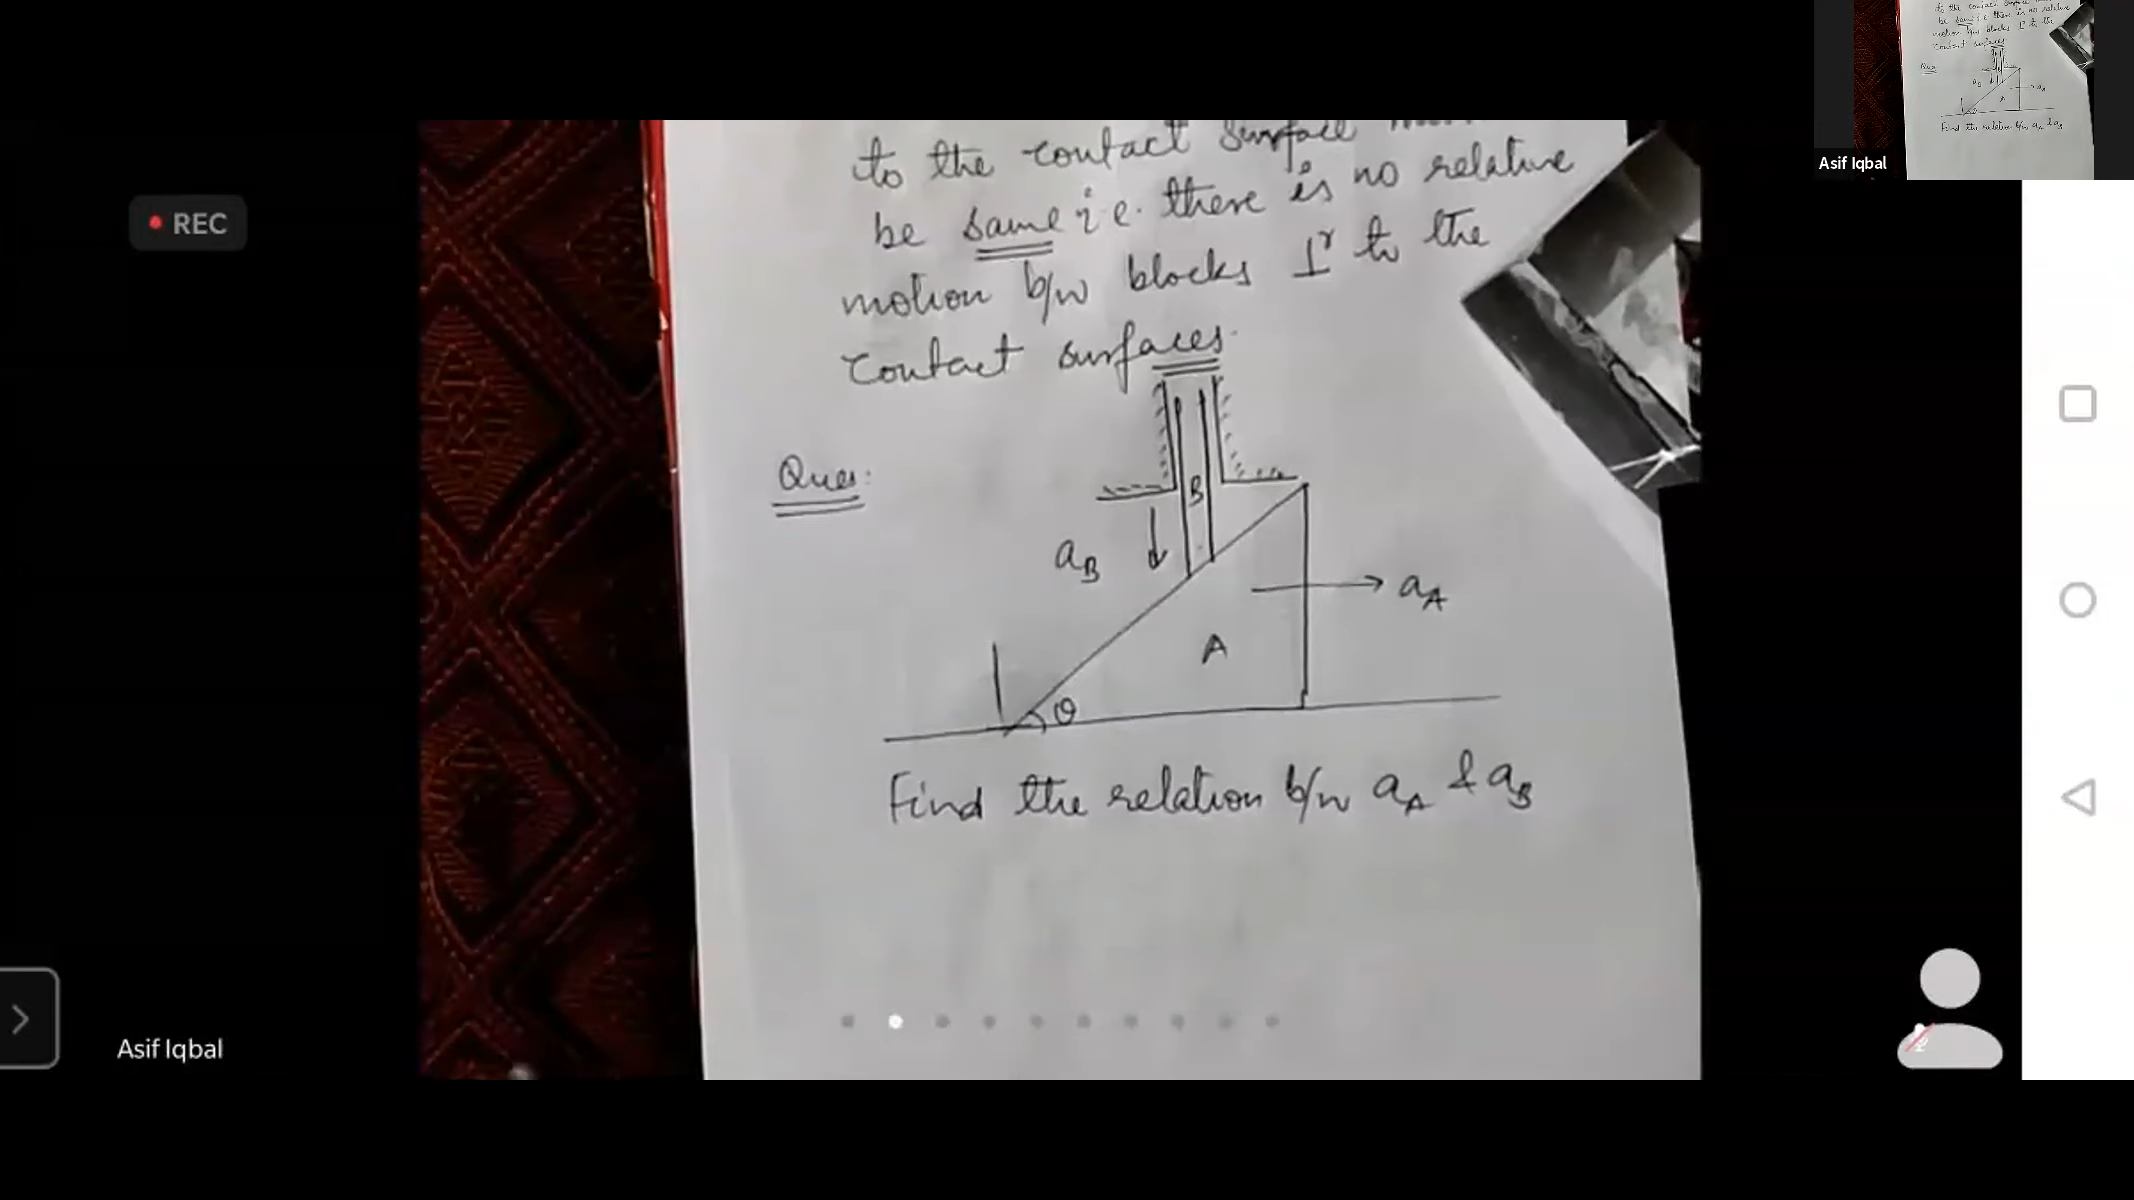 to the contact surface
be same i.e. there is no relative
motion b/w blocks ⊥r to the
contact surfaces.
Ques:
B
aB
aA
A
θ
Find the relation b/w aA & aB
REC
Asif Iqbal
Asif Iqbal